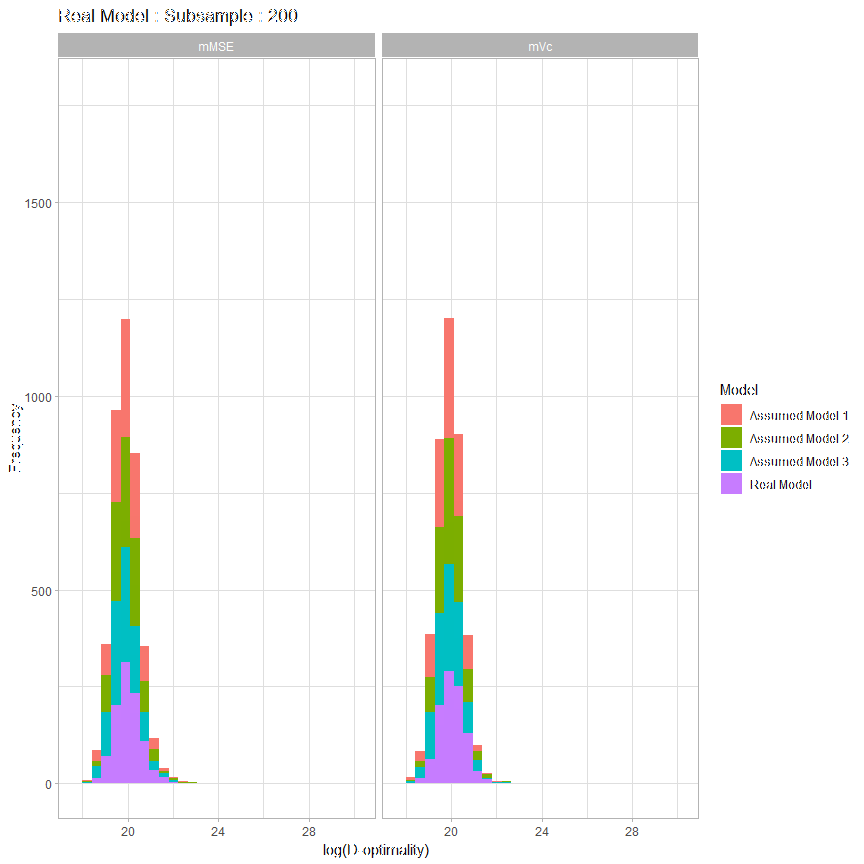 Real Model : Subsample : 200
mMSE
mVc
1500
1000
500
0
Frequency
20
24
28
20
24
28
log(D-optimality)
Model
Assumed Model 1
Assumed Model 2
Assumed Model 3
Real Model